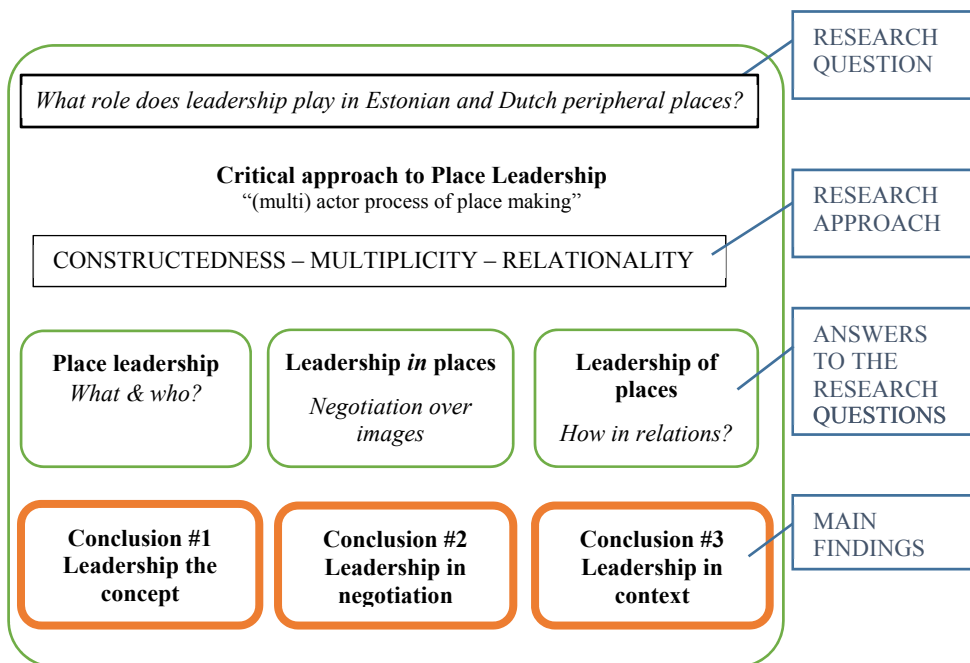 RESEARCH
QUESTION
What role does leadership play in Estonian and Dutch peripheral places?
Critical approach to Place Leadership
“(multi) actor process of place making”
RESEARCH
APPROACH
CONSTRUCTEDNESS – MULTIPLICITY – RELATIONALITY
Place leadership
What & who?
Leadership in places
Negotiation over
images
Leadership of
places
How in relations?
ANSWERS
TO THE
RESEARCH
QUESTIONS
Conclusion #1
Leadership the
concept
Conclusion #2
Leadership in
negotiation
Conclusion #3
Leadership in
context
MAIN
FINDINGS